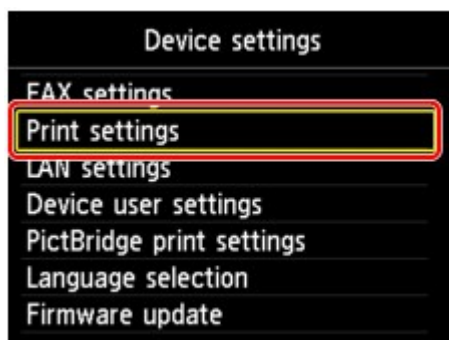 Device settings
FAX settings
Print settings
LAN settings
Device user settings
PictBridge print settings
Language selection
Firmware update